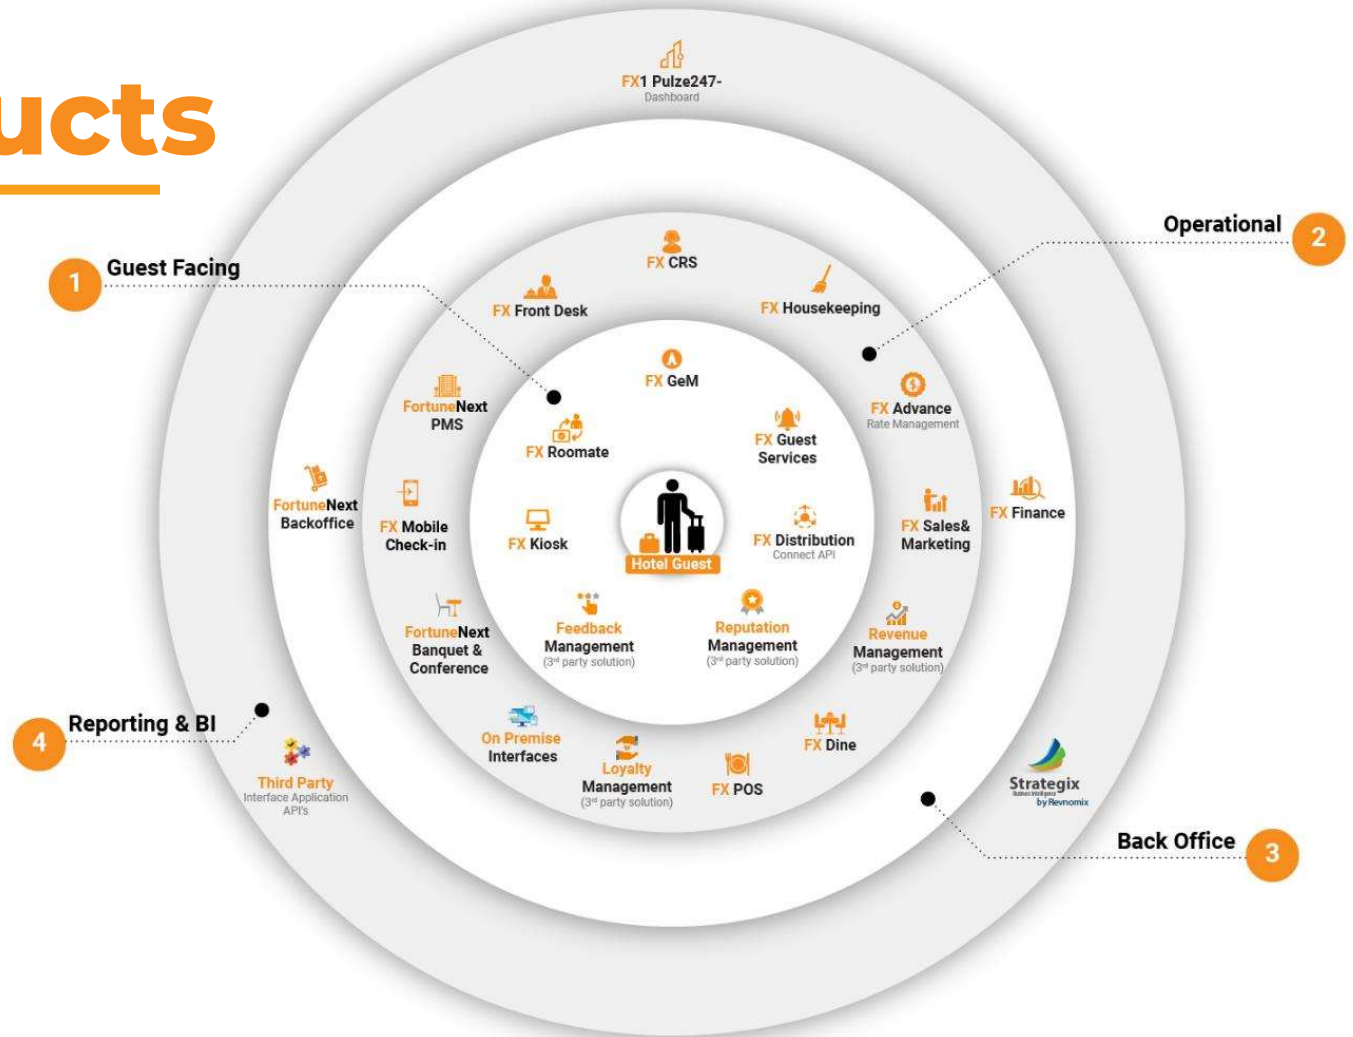 ucts
FX1 Pulze247-
Dashboard
Operational
2
1
Guest Facing
FX CRS
FX Front Desk
FX Housekeeping
FX GeM
FortuneNext
PMS
FX Advance
Rate Management
FX Roomate
FX Guest
Services
FortuneNext
Backoffice
FX Mobile
Check-in
FX Kiosk
Hotel Guest
FX Distribution
Connect API
FX Sales&
Marketing
FX Finance
FortuneNext
Banquet &
Conference
Feedback
Management
(3rd party solution)
Reputation
Management
(3rd party solution)
Revenue
Management
(3rd party solution)
Reporting & BI
4
On Premise
Interfaces
Loyalty
Management
(3rd party solution)
FX POS
FX Dine
Third Party
Interface Application
API's
Strategix
Business Intelligence
by Revnomix
Back Office
3